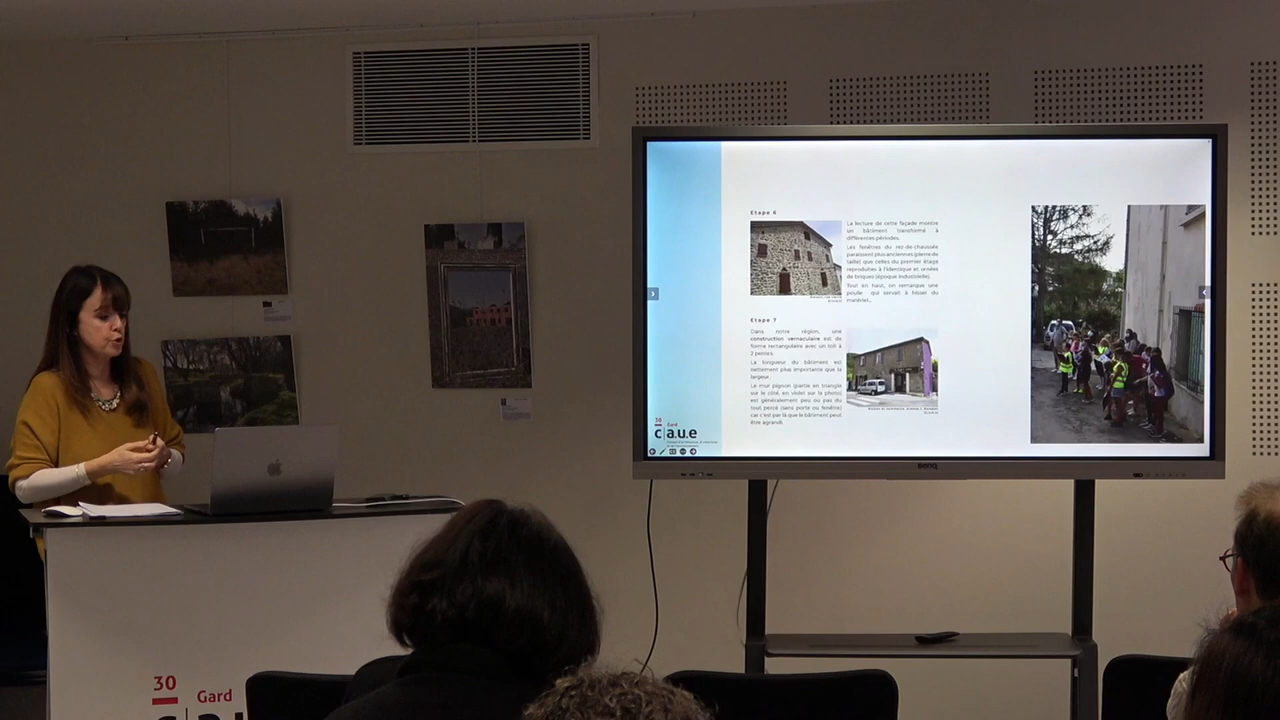 Etape 6
La lecture de cette façade montre
un bâtiment transformé à
différentes périodes.
Les fenêtres du rez-de-chaussée
paraissent plus anciennes (pierre de
taille) que celles du premier étage
reproduites à l'identique et ornées
de briques (époque industrielle).
Tout en haut, on remarque une
poulie qui servait à hisser du
matériel...
Etape 7
Dans notre région, une
construction vernaculaire est de
forme rectangulaire avec un toit à
2 pentes.
La longueur du bâtiment est
nettement plus importante que la
largeur.
Le mur pignon (partie en triangle
sur le côté, en violet sur la photo)
est généralement peu ou pas du
tout percé (sans porte ou fenêtre)
car c'est par là que le bâtiment peut
être agrandi.
30
Gard
c|a.u.e
BenQ
30
Gard
c|au